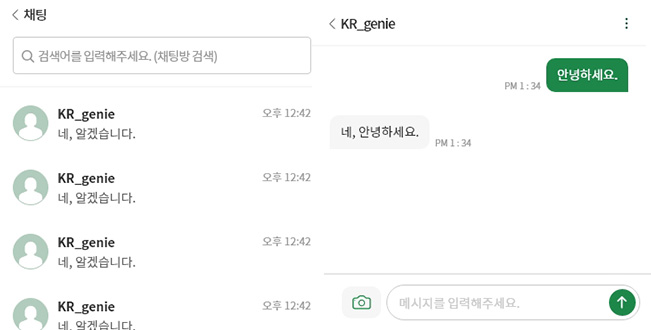 채팅
검색어를 입력해주세요. (채팅방 검색)
KR_genie 오후 12:42
네, 알겠습니다.
KR_genie 오후 12:42
네, 알겠습니다.
KR_genie 오후 12:42
네, 알겠습니다.
KR_genie 오후 12:42
네, 알겠습니다.
KR_genie
PM 1 : 34 안녕하세요.
네, 안녕하세요. PM 1 : 34
메시지를 입력해주세요.